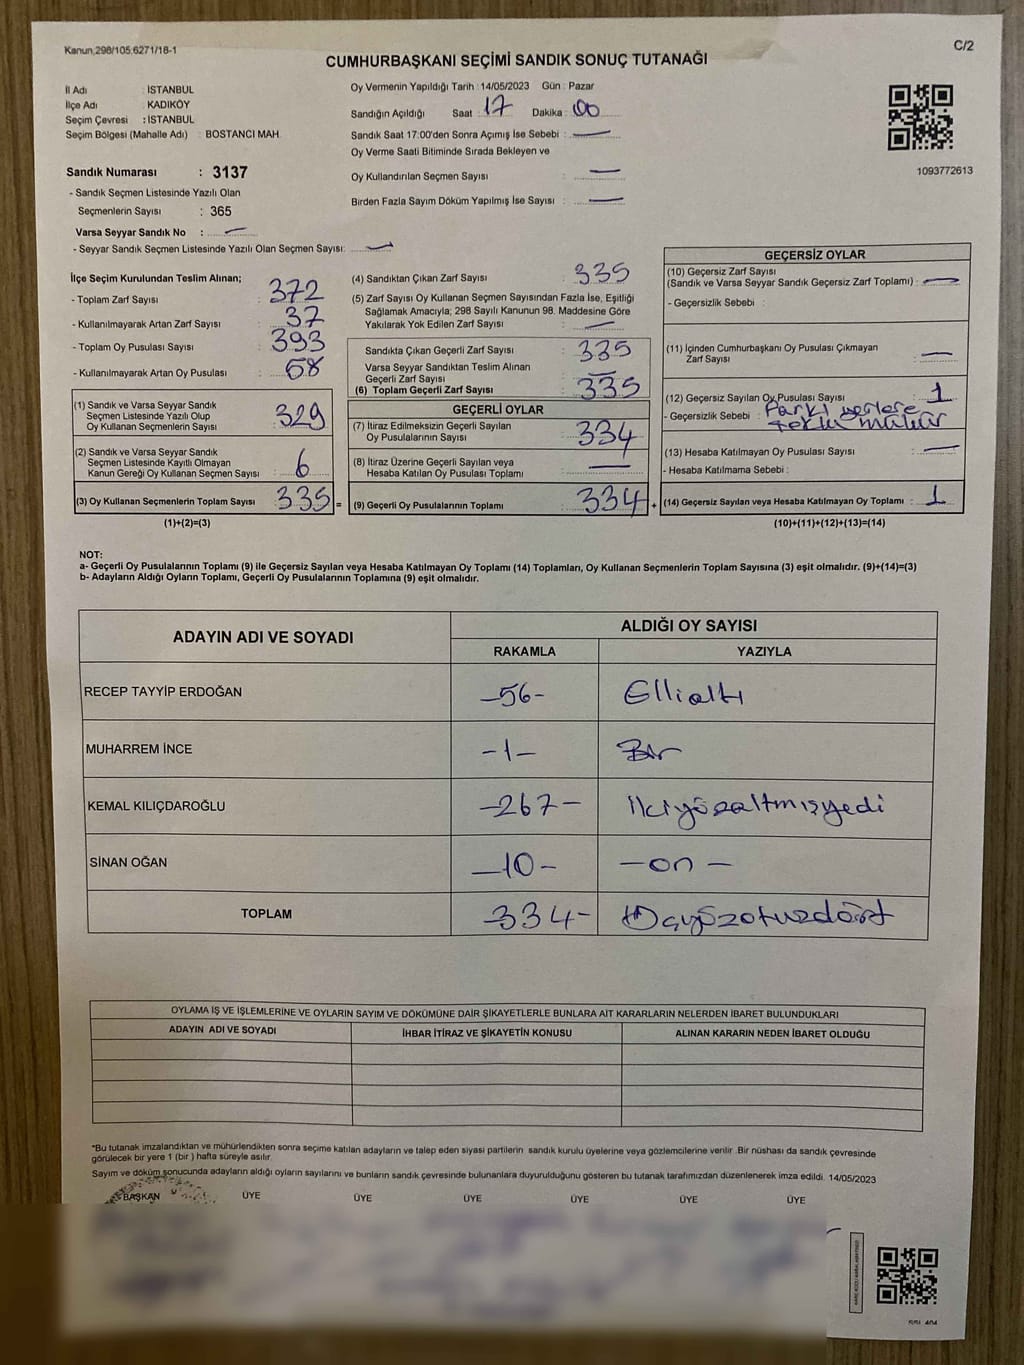 Kanun,298/105,6271/16-1
C/2
CUMHURBAŞKANI SEÇİMİ SANDIK SONUÇ TUTANAĞI
İl Adı : İSTANBUL
İlçe Adı : KADIKÖY
Seçim Çevresi : İSTANBUL
Seçim Bölgesi (Mahalle Adı) : BOSTANCI MAH.
Oy Vermenin Yapıldığı Tarih : 14/05/2023 Gün : Pazar
Sandığın Açıldığı Saat : 17 Dakika : 00
Sandık Saat 17:00'den Sonra Açımış İse Sebebi : —
Oy Verme Saati Bitiminde Sırada Bekleyen ve
Oy Kullandırılan Seçmen Sayısı —
Birden Fazla Sayım Döküm Yapılmış İse Sayısı : —
1093772613
Sandık Numarası : 3137
- Sandık Seçmen Listesinde Yazılı Olan
Seçmenlerin Sayısı : 365
Varsa Seyyar Sandık No : —
- Seyyar Sandık Seçmen Listesinde Yazılı Olan Seçmen Sayısı: —
İlçe Seçim Kurulundan Teslim Alınan;
- Toplam Zarf Sayısı : 372
- Kullanılmayarak Artan Zarf Sayısı : 37
- Toplam Oy Pusulası Sayısı : 393
- Kullanılmayarak Artan Oy Pusulası : 58
(1) Sandık ve Varsa Seyyar Sandık
Seçmen Listesinde Yazılı Olup
Oy Kullanan Seçmenlerin Sayısı : 329
(2) Sandık ve Varsa Seyyar Sandık
Seçmen Listesinde Kayıtlı Olmayan
Kanun Gereği Oy Kullanan Seçmen Sayısı : 6
(3) Oy Kullanan Seçmenlerin Toplam Sayısı : 335 =
(1)+(2)=(3)
(4) Sandıktan Çıkan Zarf Sayısı : 335
(5) Zarf Sayısı Oy Kullanan Seçmen Sayısından Fazla İse, Eşitliği
Sağlamak Amacıyla; 298 Sayılı Kanunun 98. Maddesine Göre
Yakılarak Yok Edilen Zarf Sayısı : —
Sandıkta Çıkan Geçerli Zarf Sayısı : 335
Varsa Seyyar Sandıktan Teslim Alınan
Geçerli Zarf Sayısı : —
(6) Toplam Geçerli Zarf Sayısı : 335
GEÇERLİ OYLAR
(7) İtiraz Edilmeksizin Geçerli Sayılan
Oy Pusulalarının Sayısı : 334
(8) İtiraz Üzerine Geçerli Sayılan veya
Hesaba Katılan Oy Pusulası Toplamı : —
(9) Geçerli Oy Pusulalarının Toplamı : 334 +
GEÇERSİZ OYLAR
(10) Geçersiz Zarf Sayısı
(Sandık ve Varsa Seyyar Sandık Geçersiz Zarf Toplamı) : —
- Geçersizlik Sebebi :
(11) İçinden Cumhurbaşkanı Oy Pusulası Çıkmayan
Zarf Sayısı : —
(12) Geçersiz Sayılan Oy Pusulası Sayısı : 1
- Geçersizlik Sebebi : Farklı yerlere
mühür
(13) Hesaba Katılmayan Oy Pusulası Sayısı : —
- Hesaba Katılmama Sebebi :
(14) Geçersiz Sayılan veya Hesaba Katılmayan Oy Toplamı : 1
(10)+(11)+(12)+(13)=(14)
NOT:
a- Geçerli Oy Pusulalarının Toplamı (9) ile Geçersiz Sayılan veya Hesaba Katılmayan Oy Toplamı (14) Toplamları, Oy Kullanan Seçmenlerin Toplam Sayısına (3) eşit olmalıdır. (9)+(14)=(3)
b- Adayların Aldığı Oyların Toplamı, Geçerli Oy Pusulalarının Toplamına (9) eşit olmalıdır.
ADAYIN ADI VE SOYADI ALDIĞI OY SAYISI
RAKAMLA YAZIYLA
RECEP TAYYİP ERDOĞAN –56– Ellialtı
MUHARREM İNCE –1– Bir
KEMAL KILIÇDAROĞLU –267– ikiyüzaltmışyedi
SİNAN OĞAN –10– –on–
TOPLAM –334– Üçyüzotuzdört
OYLAMA İŞ VE İŞLEMLERİNE VE OYLARIN SAYIM VE DÖKÜMÜNE DAİR ŞİKAYETLERLE BUNLARA AİT KARARLARIN NELERDEN İBARET BULUNDUKLARI
ADAYIN ADI VE SOYADI İHBAR İTİRAZ VE ŞİKAYETİN KONUSU ALINAN KARARIN NEDEN İBARET OLDUĞU
*Bu tutanak imzalandıktan ve mühürlendikten sonra seçime katılan adayların ve talep eden siyasi partilerin sandık kurulu üyelerine veya gözlemcilerine verilir .Bir nüshası da sandık çevresinde
görülecek bir yere 1 (bir ) hafta süreyle asılır.
Sayım ve döküm sonucunda adayların aldığı oyların sayılarını ve bunların sandık çevresinde bulunanlara duyurulduğunu gösteren bu tutanak tarafımızdan düzenlenerek imza edildi. 14/05/2023
BAŞKAN ÜYE ÜYE ÜYE ÜYE ÜYE ÜYE